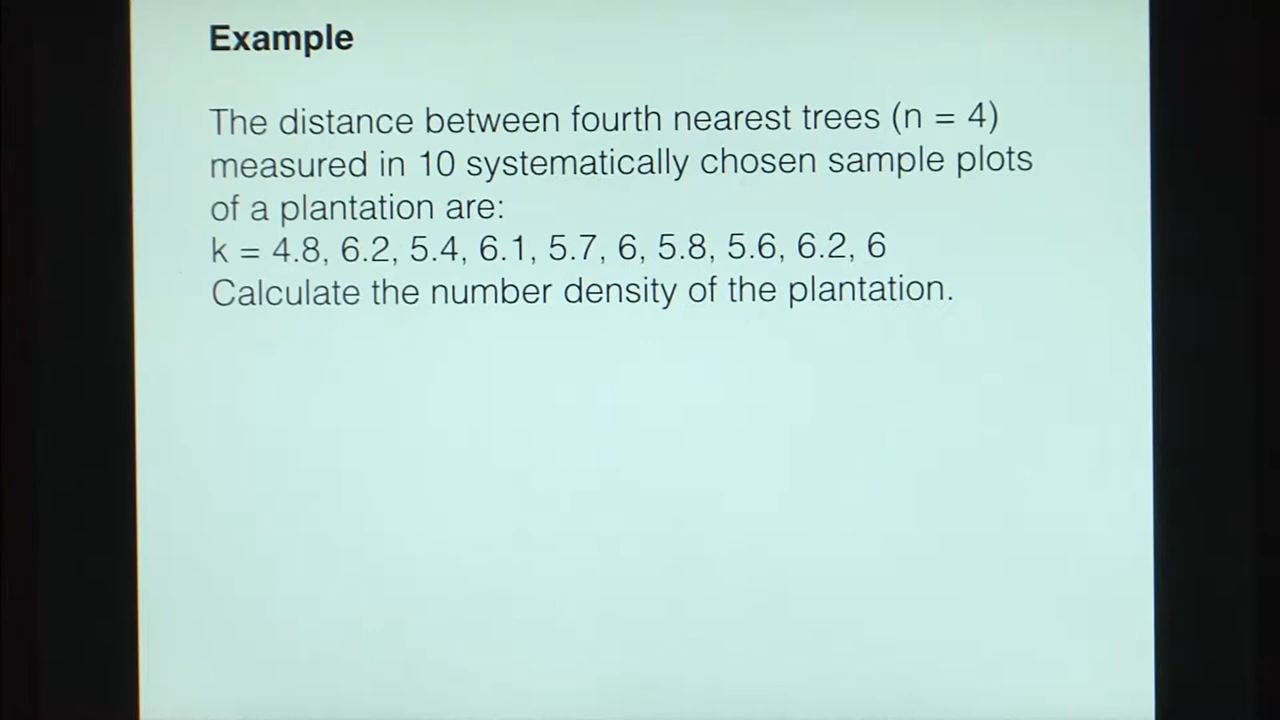 Example
The distance between fourth nearest trees (n = 4)
measured in 10 systematically chosen sample plots
of a plantation are:
k = 4.8, 6.2, 5.4, 6.1, 5.7, 6, 5.8, 5.6, 6.2, 6
Calculate the number density of the plantation.